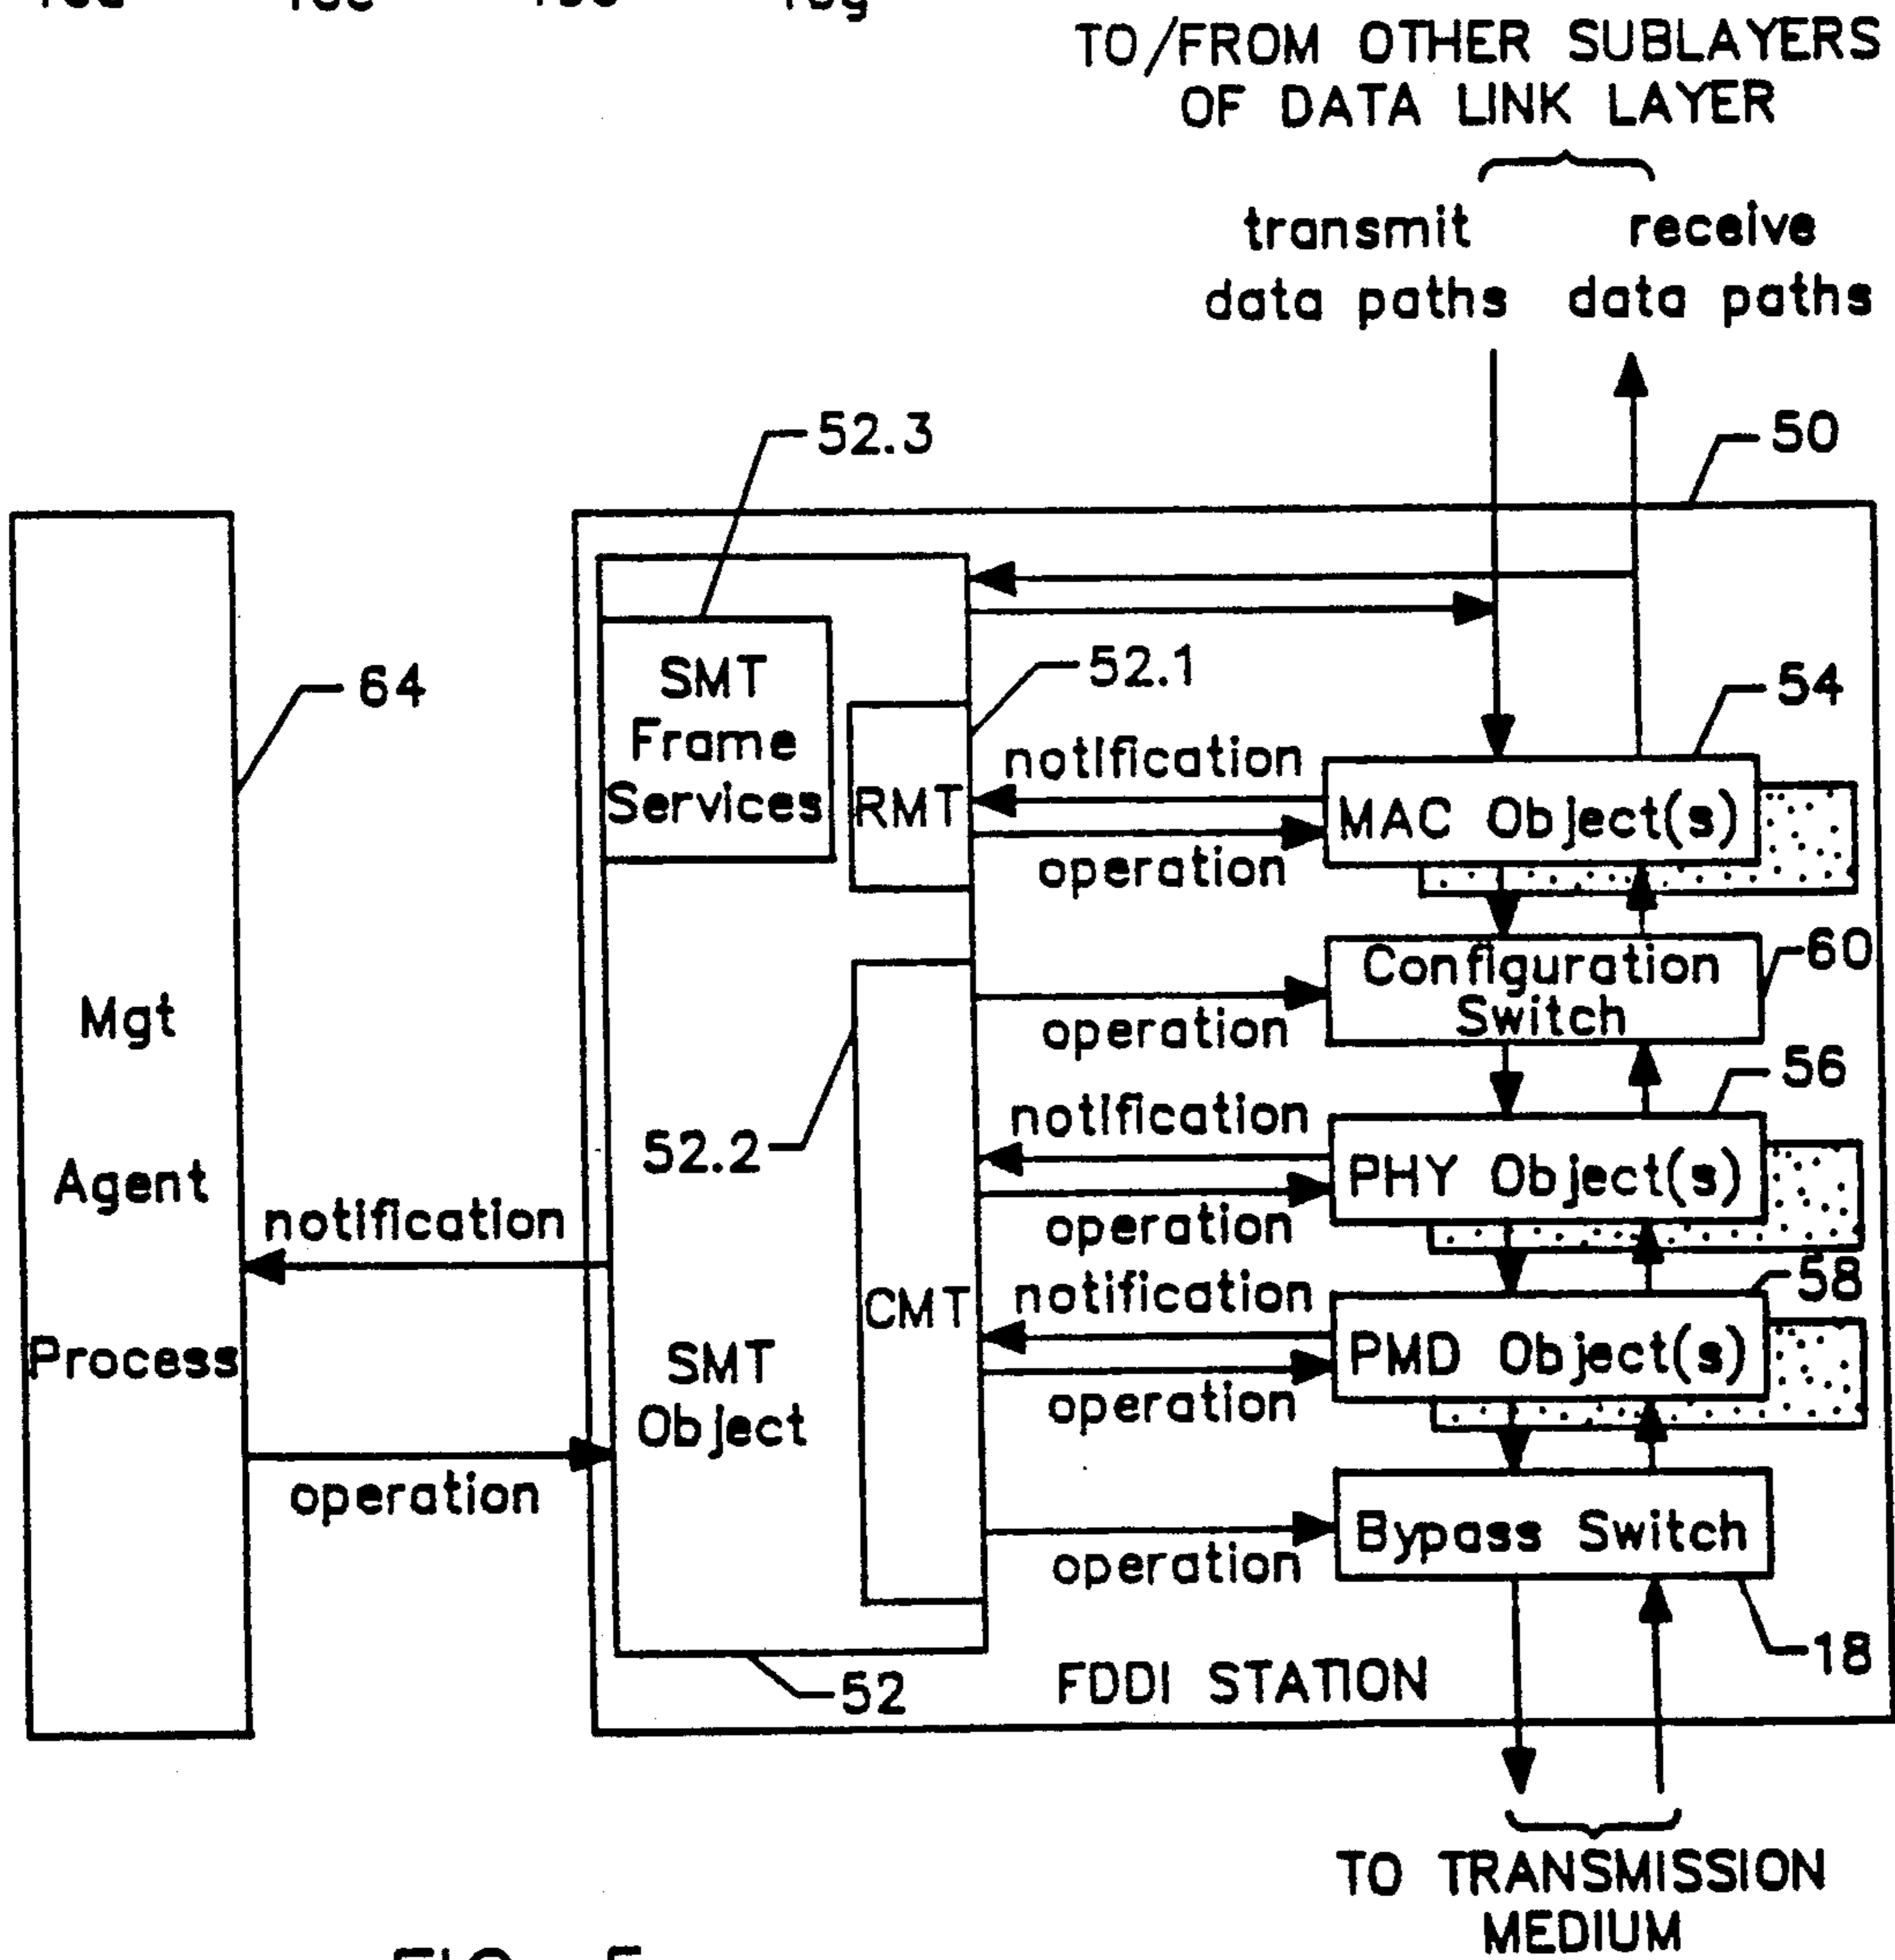 TO/FROM OTHER SUBLAYERS
OF DATA LINK LAYER
transmit
data paths
receive
data paths
52.3
50
64
SMT
Frame
Services
52.1
54
RMT
notification
MAC Object(s)
operation
Configuration
Switch
60
operation
56
Mgt
Agent
Process
52.2
notification
PHY Object(s)
operation
notification
operation
58
CMT
notification
PMD Object(s)
operation
SMT
Object
Bypass Switch
operation
18
52
FDDI STATION
TO TRANSMISSION
MEDIUM